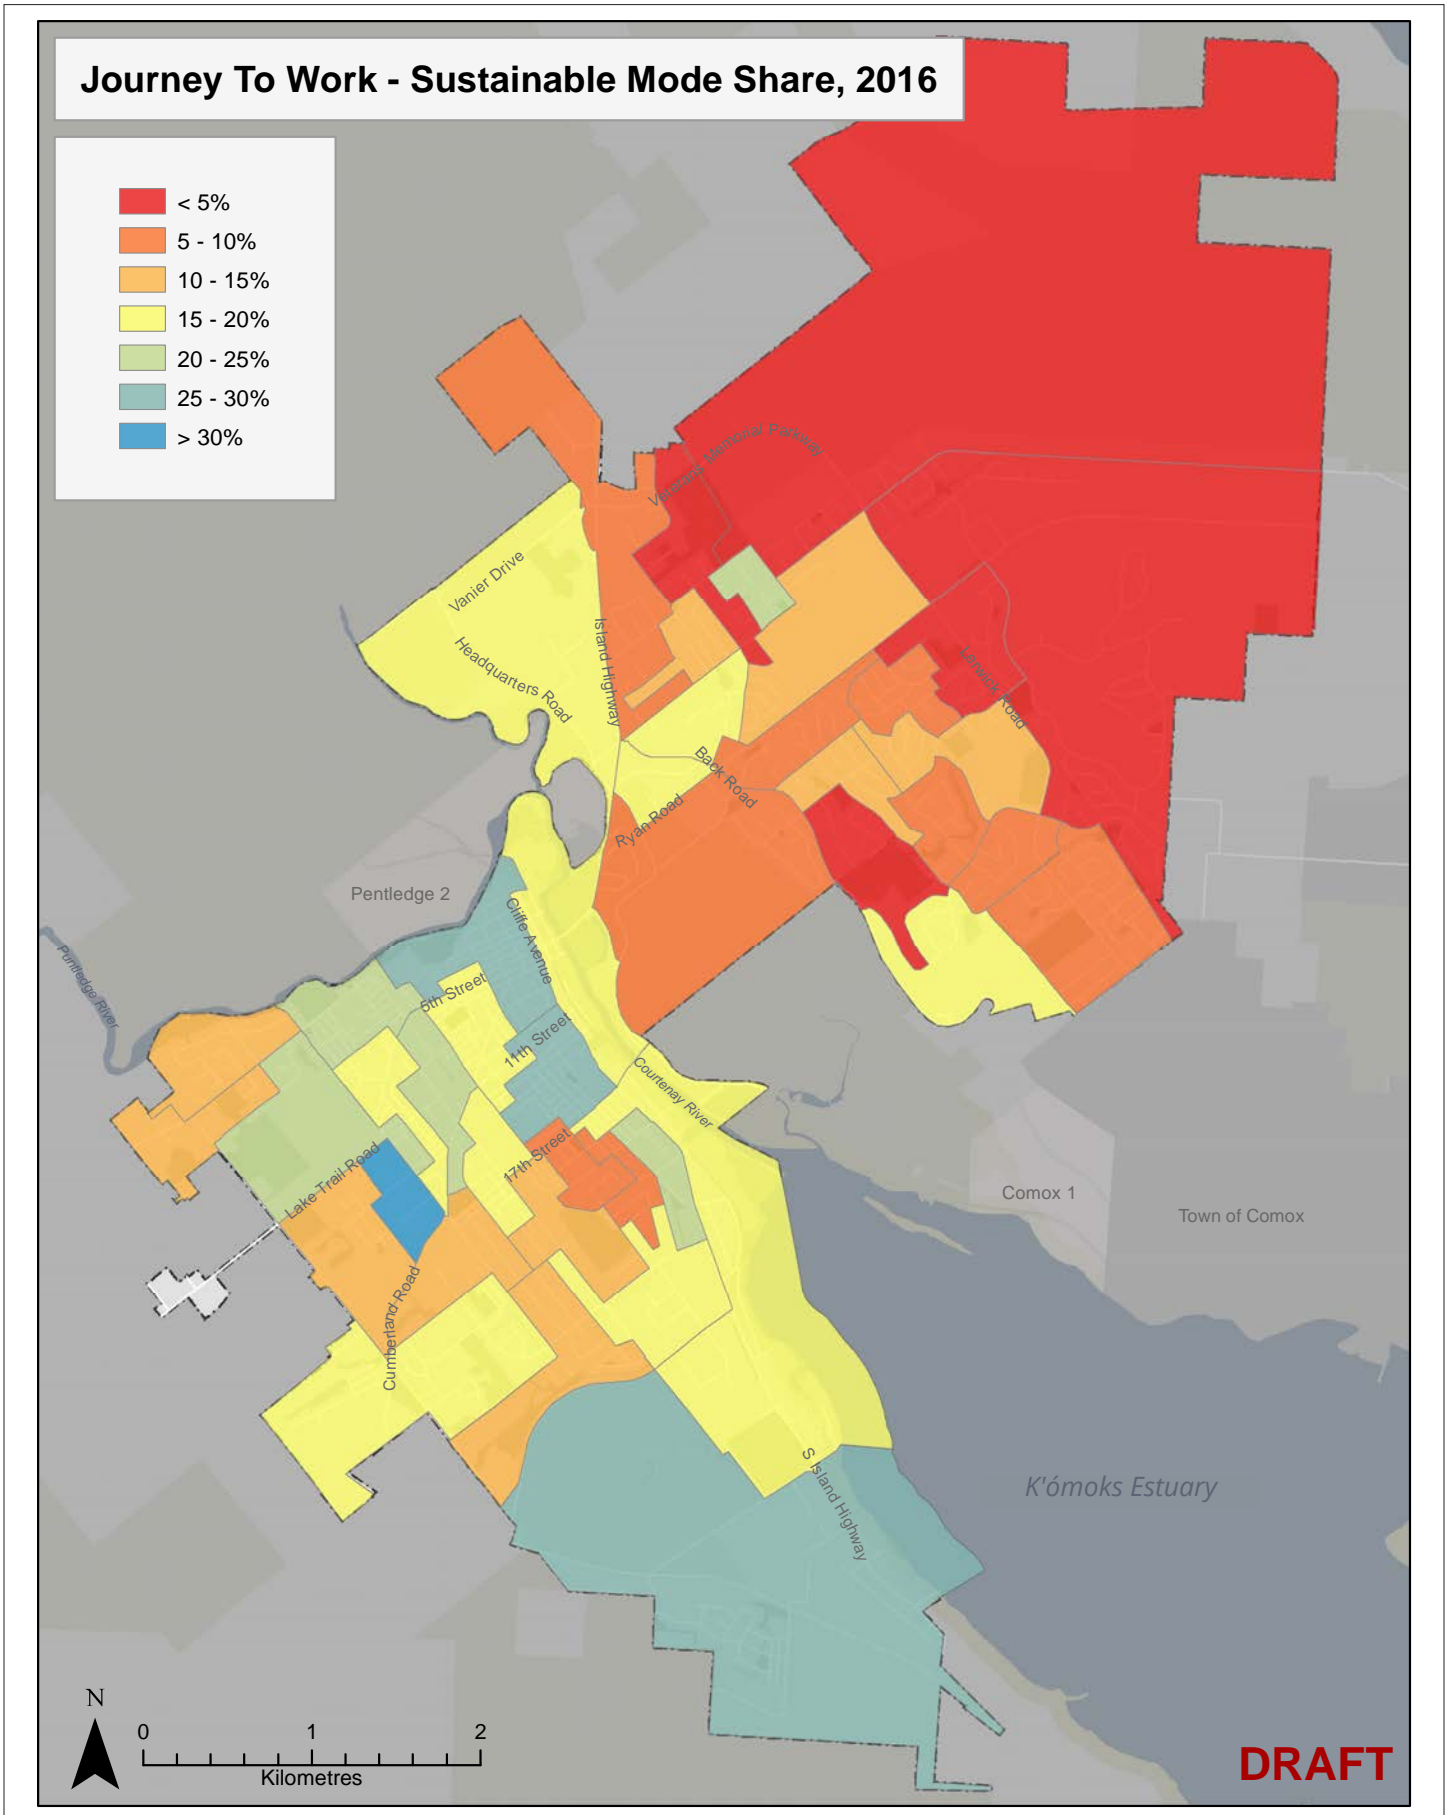 Journey To Work - Sustainable Mode Share, 2016
< 5%
5 - 10%
10 - 15%
15 - 20%
20 - 25%
25 - 30%
> 30%
Veterans Memorial Parkway
Vanier Drive
Headquarters Road
Island Highway
Lerwick Road
Back Road
Ryan Road
Pentledge 2
Cliffe Avenue
Puntledge River
5th Street
11th Street
Courtenay River
17th Street
Lake Trail Road
Comox 1
Town of Comox
Cumberland Road
S Island Highway
K'ómoks Estuary
N
0 1 2
Kilometres
DRAFT